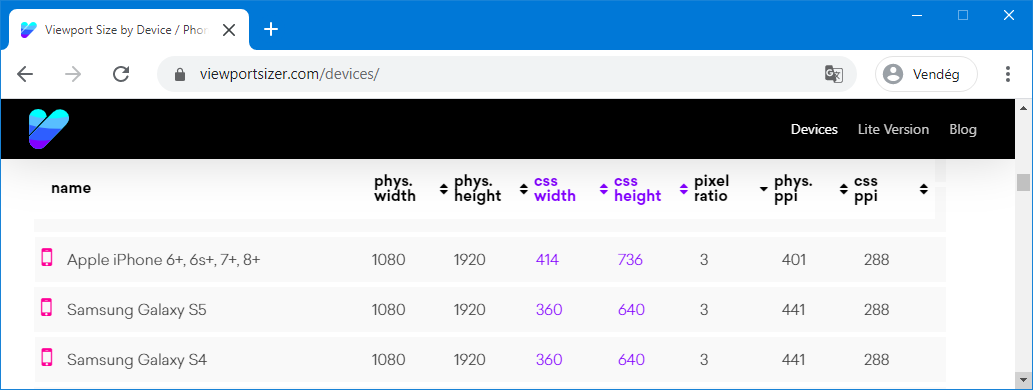 Viewport Size by Device / Phon
viewportsizer.com/devices/
Vendég
Devices Lite Version Blog
name phys. width phys. height css width css height pixel ratio phys. ppi css ppi
Apple iPhone 6+, 6s+, 7+, 8+ 1080 1920 414 736 3 401 288
Samsung Galaxy S5 1080 1920 360 640 3 441 288
Samsung Galaxy S4 1080 1920 360 640 3 441 288